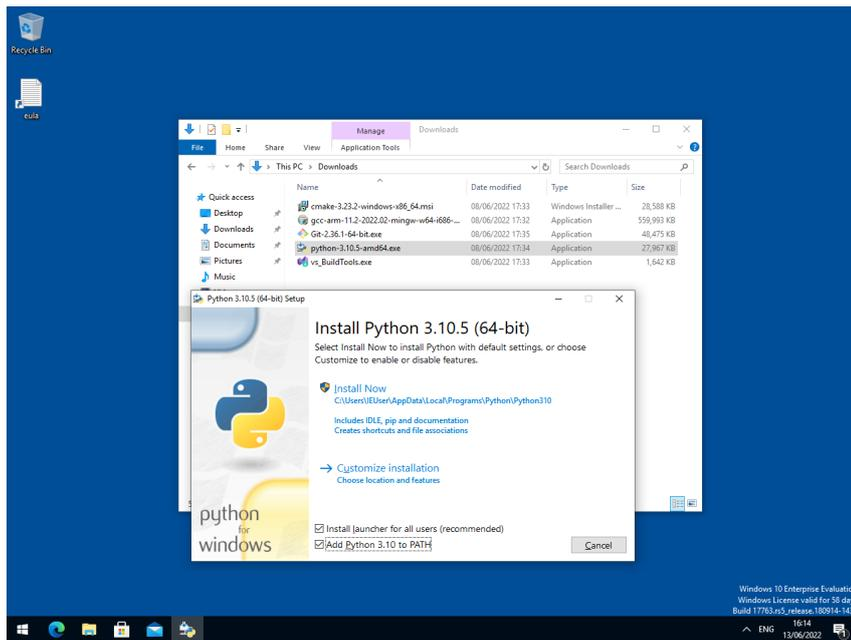 Recycle Bin
eula
Manage
Downloads
File
Home
Share
View
Application Tools
This PC > Downloads
Search Downloads
Name
Date modified
Type
Size
Quick access
Desktop
Downloads
Documents
Pictures
Music
cmake-3.23.2-windows-x86_64.msi 08/06/2022 17:33 Windows Installer ... 28,588 KB
gcc-arm-11.2-2022.02-mingw-w64-i686-... 08/06/2022 17:32 Application 559,993 KB
Git-2.36.1-64-bit.exe 08/06/2022 17:35 Application 48,475 KB
python-3.10.5-amd64.exe 08/06/2022 17:34 Application 27,967 KB
vs_BuildTools.exe 08/06/2022 17:33 Application 1,642 KB
Python 3.10.5 (64-bit) Setup
Install Python 3.10.5 (64-bit)
Select Install Now to install Python with default settings, or choose
Customize to enable or disable features.
Install Now
C:\Users\IEUser\AppData\Local\Programs\Python\Python310
Includes IDLE, pip and documentation
Creates shortcuts and file associations
Customize installation
Choose location and features
python
for
windows
Install launcher for all users (recommended)
Add Python 3.10 to PATH
Cancel
Windows 10 Enterprise Evaluatio
Windows License valid for 58 da
Build 17763.rs5_release.180914-14
ENG
16:14
13/06/2022